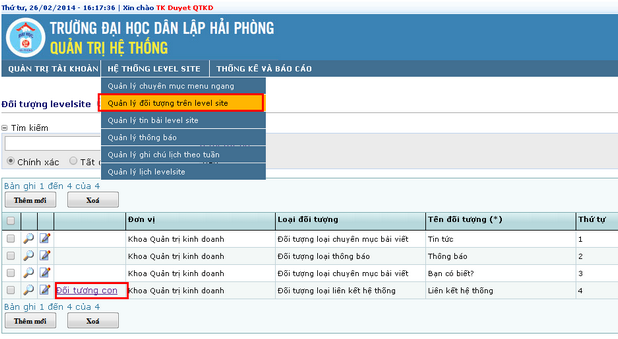 Thứ tư, 26/02/2014 - 16:17:36 | Xin chào TK Duyet QTKD
TRƯỜNG ĐẠI HỌC DÂN LẬP HẢI PHÒNG
QUẢN TRỊ HỆ THỐNG
QUẢN TRỊ TÀI KHOẢN HỆ THỐNG LEVEL SITE THỐNG KÊ VÀ BÁO CÁO
Quản lý chuyên mục menu ngang
Đối tượng levelsite Quản lý đối tượng trên level site
Quản lý tin bài level site
Tìm kiếm
Quản lý thông báo
Quản lý ghi chú lịch theo tuần
Chính xác Tất
Quản lý lịch levelsite
Bản ghi 1 đến 4 của 4
Thêm mới Xoá
Đơn vị Loại đối tượng Tên đối tượng (*) Thứ tự
Khoa Quản trị kinh doanh Đối tượng loại chuyên mục bài viết Tin tức 1
Khoa Quản trị kinh doanh Đối tượng loại thông báo Thông báo 2
Khoa Quản trị kinh doanh Đối tượng loại chuyên mục bài viết Bạn có biết? 3
Đối tượng con Khoa Quản trị kinh doanh Đối tượng loại liên kết hệ thống Liên kết hệ thống 4
Bản ghi 1 đến 4 của 4
Thêm mới Xoá